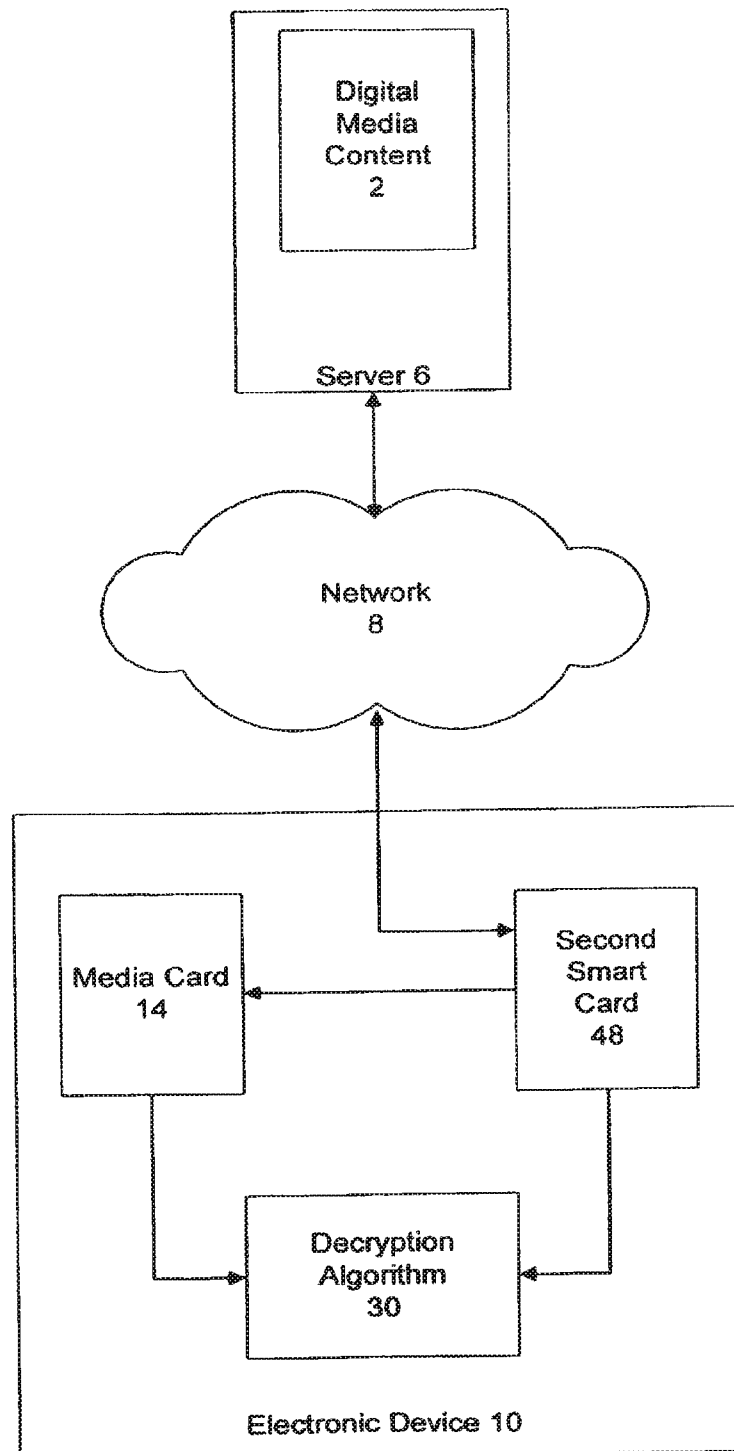 Digital
Media
Content
2
Server 6
Network
8
Media Card
14
Second
Smart
Card
48
Decryption
Algorithm
30
Electronic Device 10